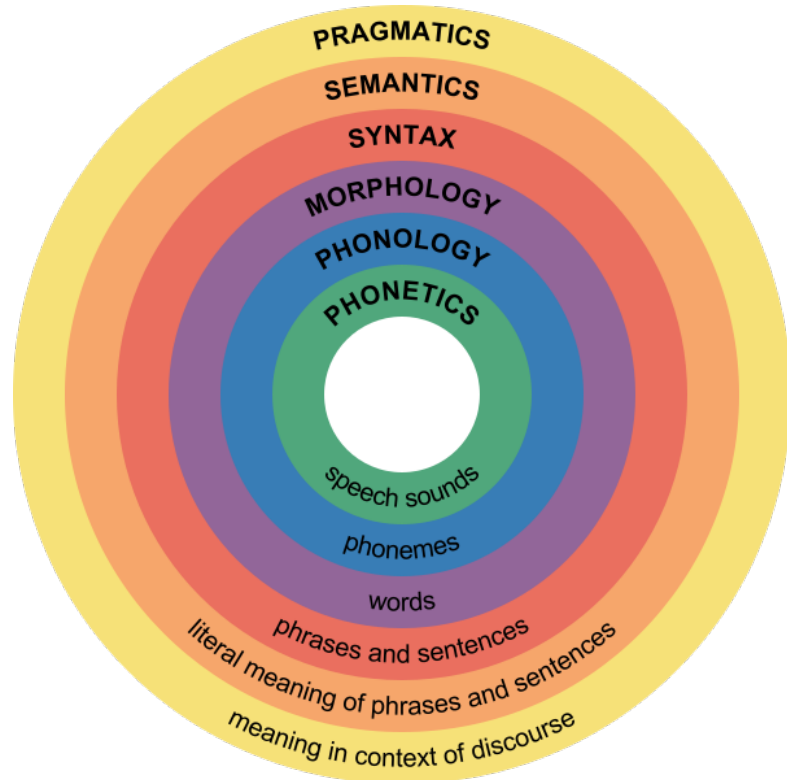 PRAGMATICS
SEMANTICS
SYNTAX
MORPHOLOGY
PHONOLOGY
PHONETICS
speech sounds
phonemes
words
phrases and sentences
literal meaning of phrases and sentences
meaning in context of discourse